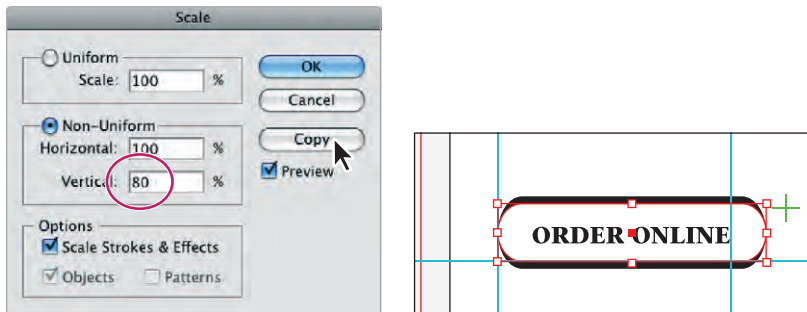 Scale
Uniform
Scale: 100 %
OK
Cancel
Non-Uniform
Horizontal: 100 %
Copy
Vertical: 80 %
Preview
Options
Scale Strokes & Effects
Objects Patterns
ORDER ONLINE